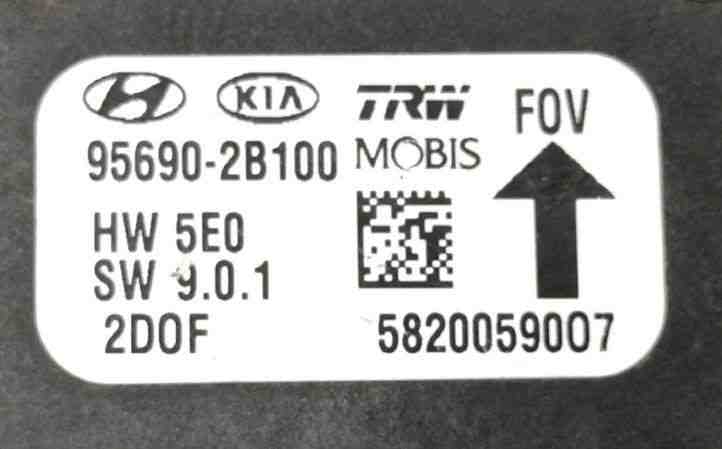 KIA TRW FOV
95690-2B100 MOBIS
HW 5E0
SW 9.0.1
2DOF 5820059007